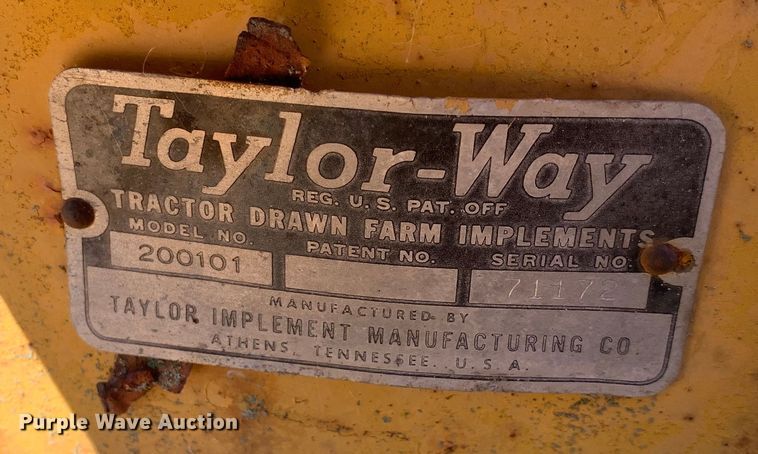 Taylor-Way
REG. U.S. PAT. OFF
TRACTOR DRAWN FARM IMPLEMENTS
MODEL NO. PATENT NO. SERIAL NO.
200101 71172
MANUFACTURED BY
TAYLOR IMPLEMENT MANUFACTURING CO.
ATHENS, TENNESSEE, U.S.A.
Purple Wave Auction